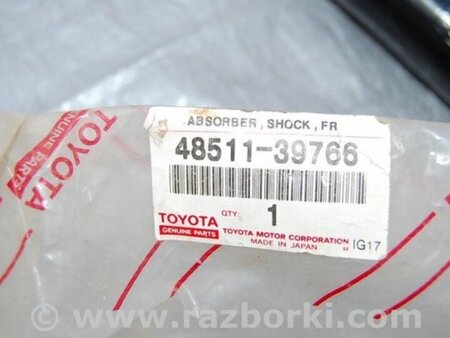 ABSORBER, SHOCK, FR
48511-39766
TOYOTA
GENUINE PARTS
QTY
1
TOYOTA MOTOR CORPORATION
MADE IN JAPAN
IG17
TOYOTA
GENUINE PARTS
© www.razborki.com